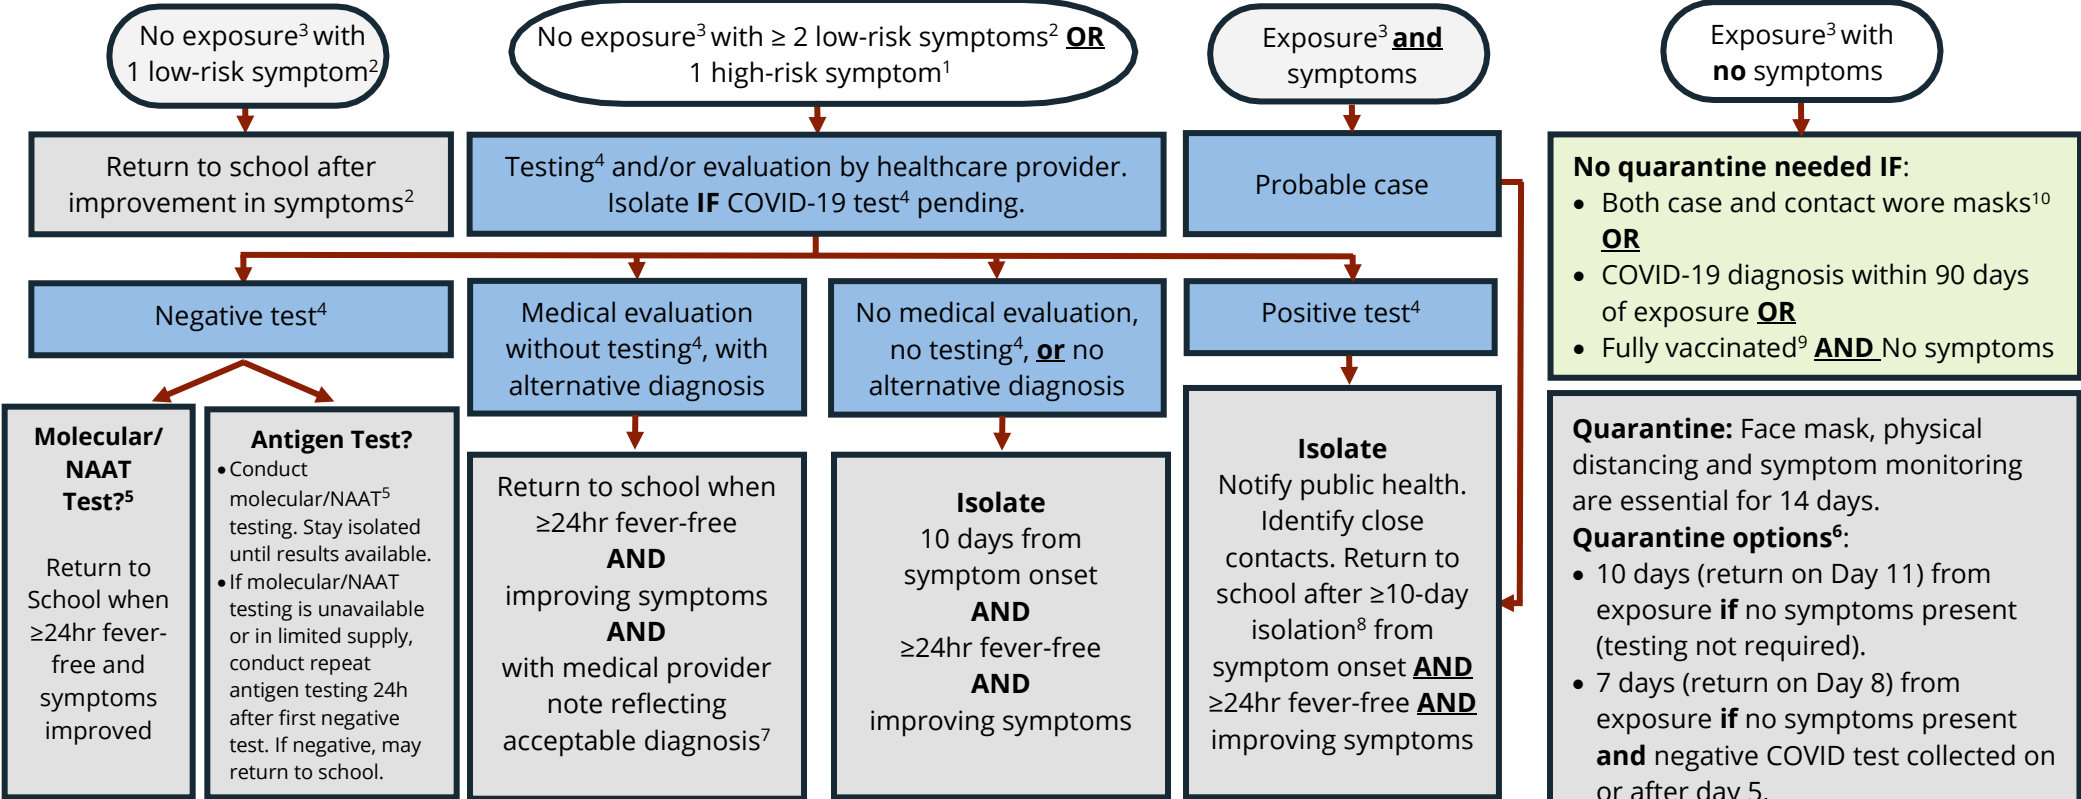 No exposure³ with
1 low-risk symptom²
No exposure³ with ≥ 2 low-risk symptoms² OR
1 high-risk symptom¹
Exposure³ and
symptoms
Exposure³ with
no symptoms
Return to school after
improvement in symptoms²
Testing⁴ and/or evaluation by healthcare provider.
Isolate IF COVID-19 test⁴ pending.
Probable case
No quarantine needed IF:
• Both case and contact wore masks¹⁰
OR
• COVID-19 diagnosis within 90 days
of exposure OR
• Fully vaccinated⁹ AND No symptoms
Negative test⁴
Medical evaluation
without testing⁴, with
alternative diagnosis
No medical evaluation,
no testing⁴, or no
alternative diagnosis
Positive test⁴
Molecular/
NAAT
Test?⁵
Return to
School when
≥24hr fever-
free and
symptoms
improved
Antigen Test?
• Conduct
molecular/NAAT⁵
testing. Stay isolated
until results available.
• If molecular/NAAT
testing is unavailable
or in limited supply,
conduct repeat
antigen testing 24h
after first negative
test. If negative, may
return to school.
Return to school when
≥24hr fever-free
AND
improving symptoms
AND
with medical provider
note reflecting
acceptable diagnosis⁷
Isolate
10 days from
symptom onset
AND
≥24hr fever-free
AND
improving symptoms
Isolate
Notify public health.
Identify close
contacts. Return to
school after ≥10-day
isolation⁸ from
symptom onset AND
≥24hr fever-free AND
improving symptoms
Quarantine: Face mask, physical
distancing and symptom monitoring
are essential for 14 days.
Quarantine options⁶:
• 10 days (return on Day 11) from
exposure if no symptoms present
(testing not required).
• 7 days (return on Day 8) from
exposure if no symptoms present
and negative COVID test collected on
or after day 5.